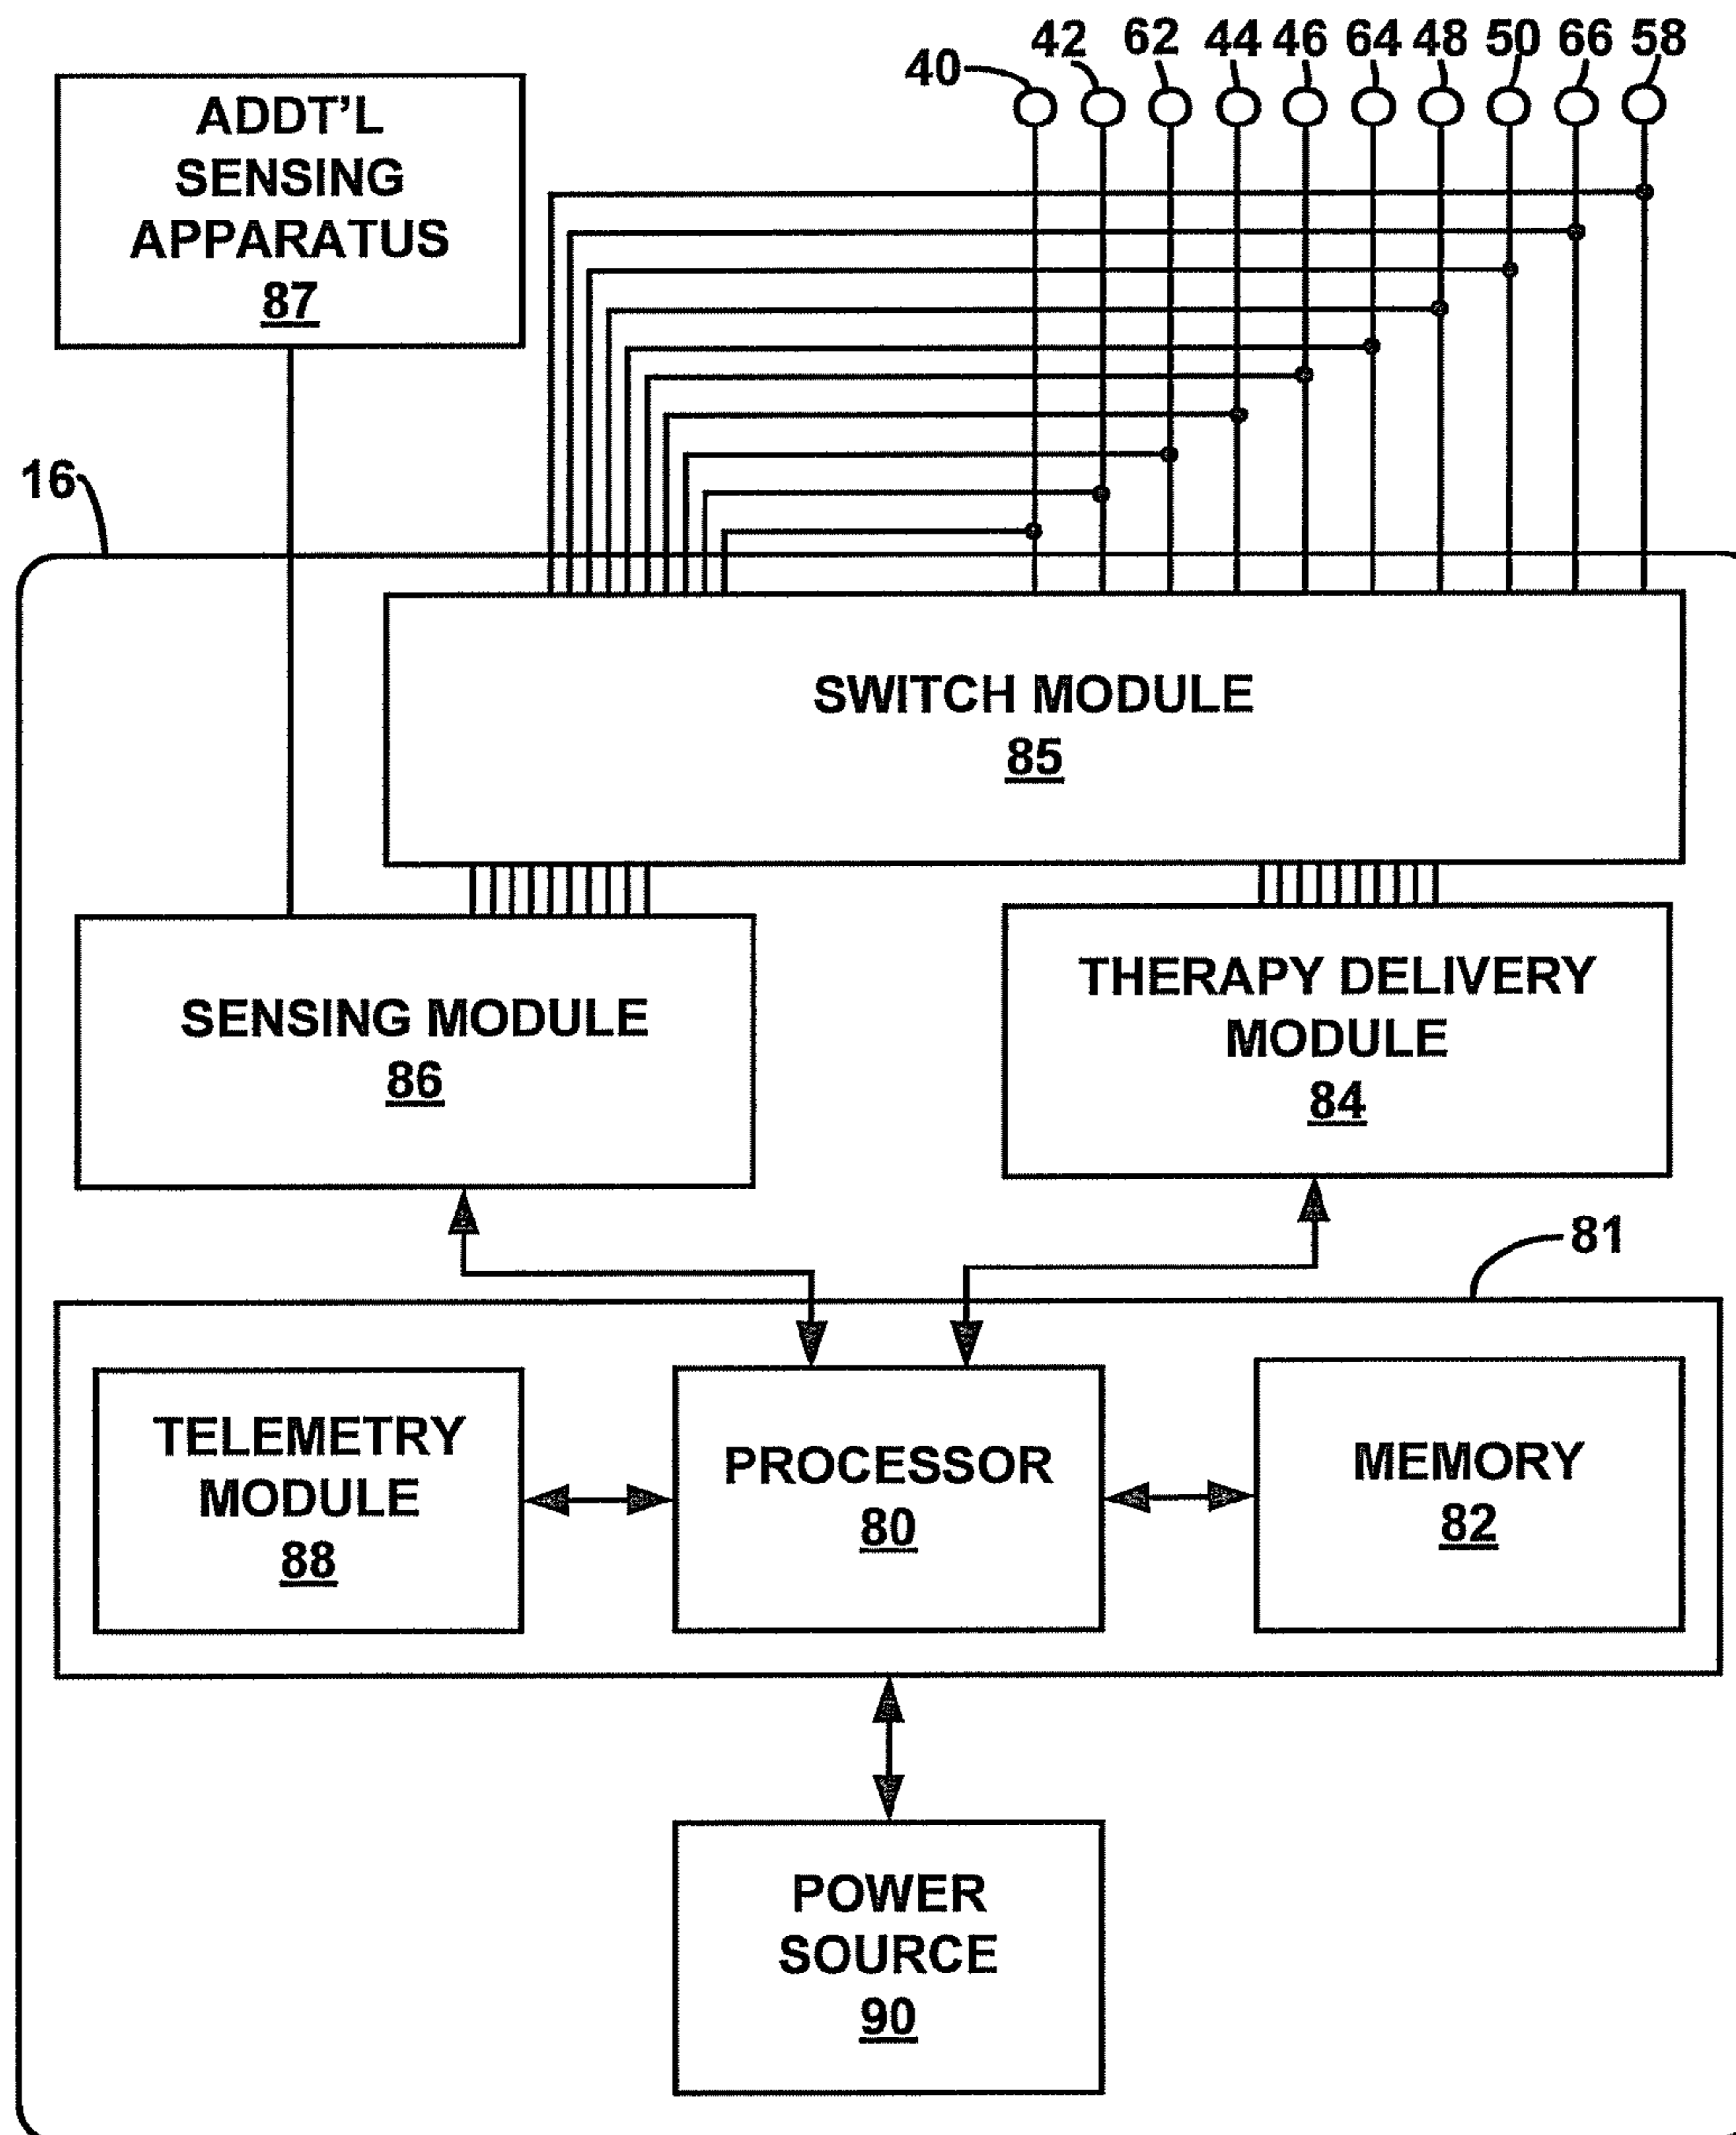 40 42 62 44 46 64 48 50 66 58
ADDT'L
SENSING
APPARATUS
87
16
SWITCH MODULE
85
SENSING MODULE
86
THERAPY DELIVERY
MODULE
84
81
TELEMETRY
MODULE
88
PROCESSOR
80
MEMORY
82
POWER
SOURCE
90